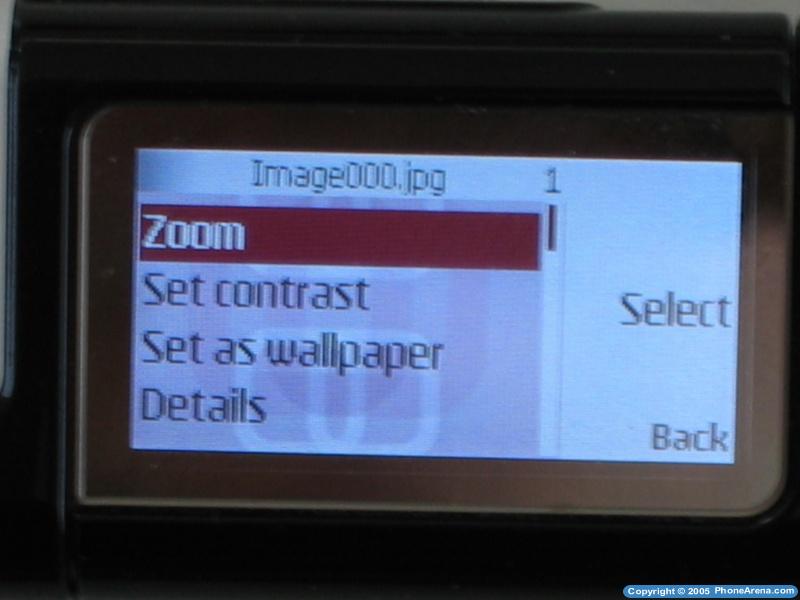 Image000.jpg 1
Zoom
Set contrast
Set as wallpaper
Details
Select
Back
Copyright © 2005 PhoneArena.com